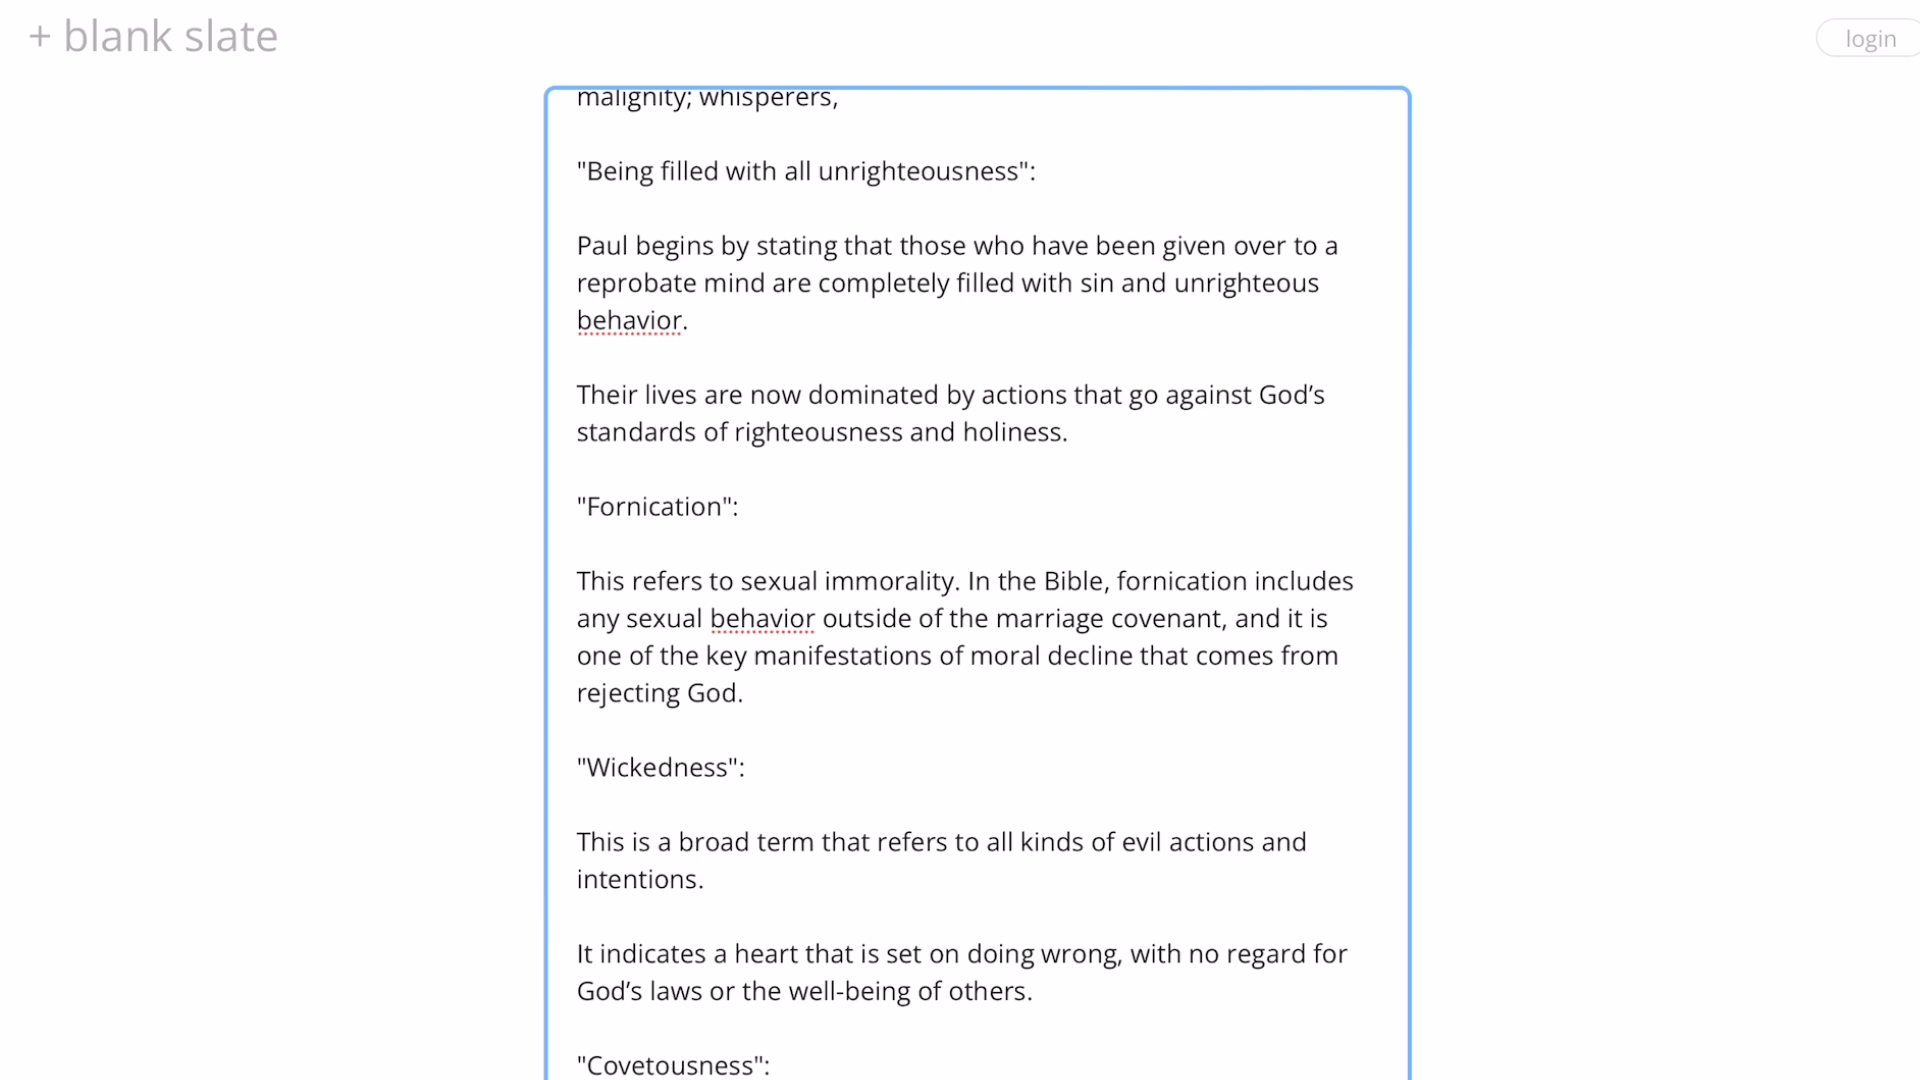 + blank slate
login
malignity; whisperers,
"Being filled with all unrighteousness":
Paul begins by stating that those who have been given over to a
reprobate mind are completely filled with sin and unrighteous
behavior.
Their lives are now dominated by actions that go against God’s
standards of righteousness and holiness.
"Fornication":
This refers to sexual immorality. In the Bible, fornication includes
any sexual behavior outside of the marriage covenant, and it is
one of the key manifestations of moral decline that comes from
rejecting God.
"Wickedness":
This is a broad term that refers to all kinds of evil actions and
intentions.
It indicates a heart that is set on doing wrong, with no regard for
God’s laws or the well-being of others.
"Covetousness":